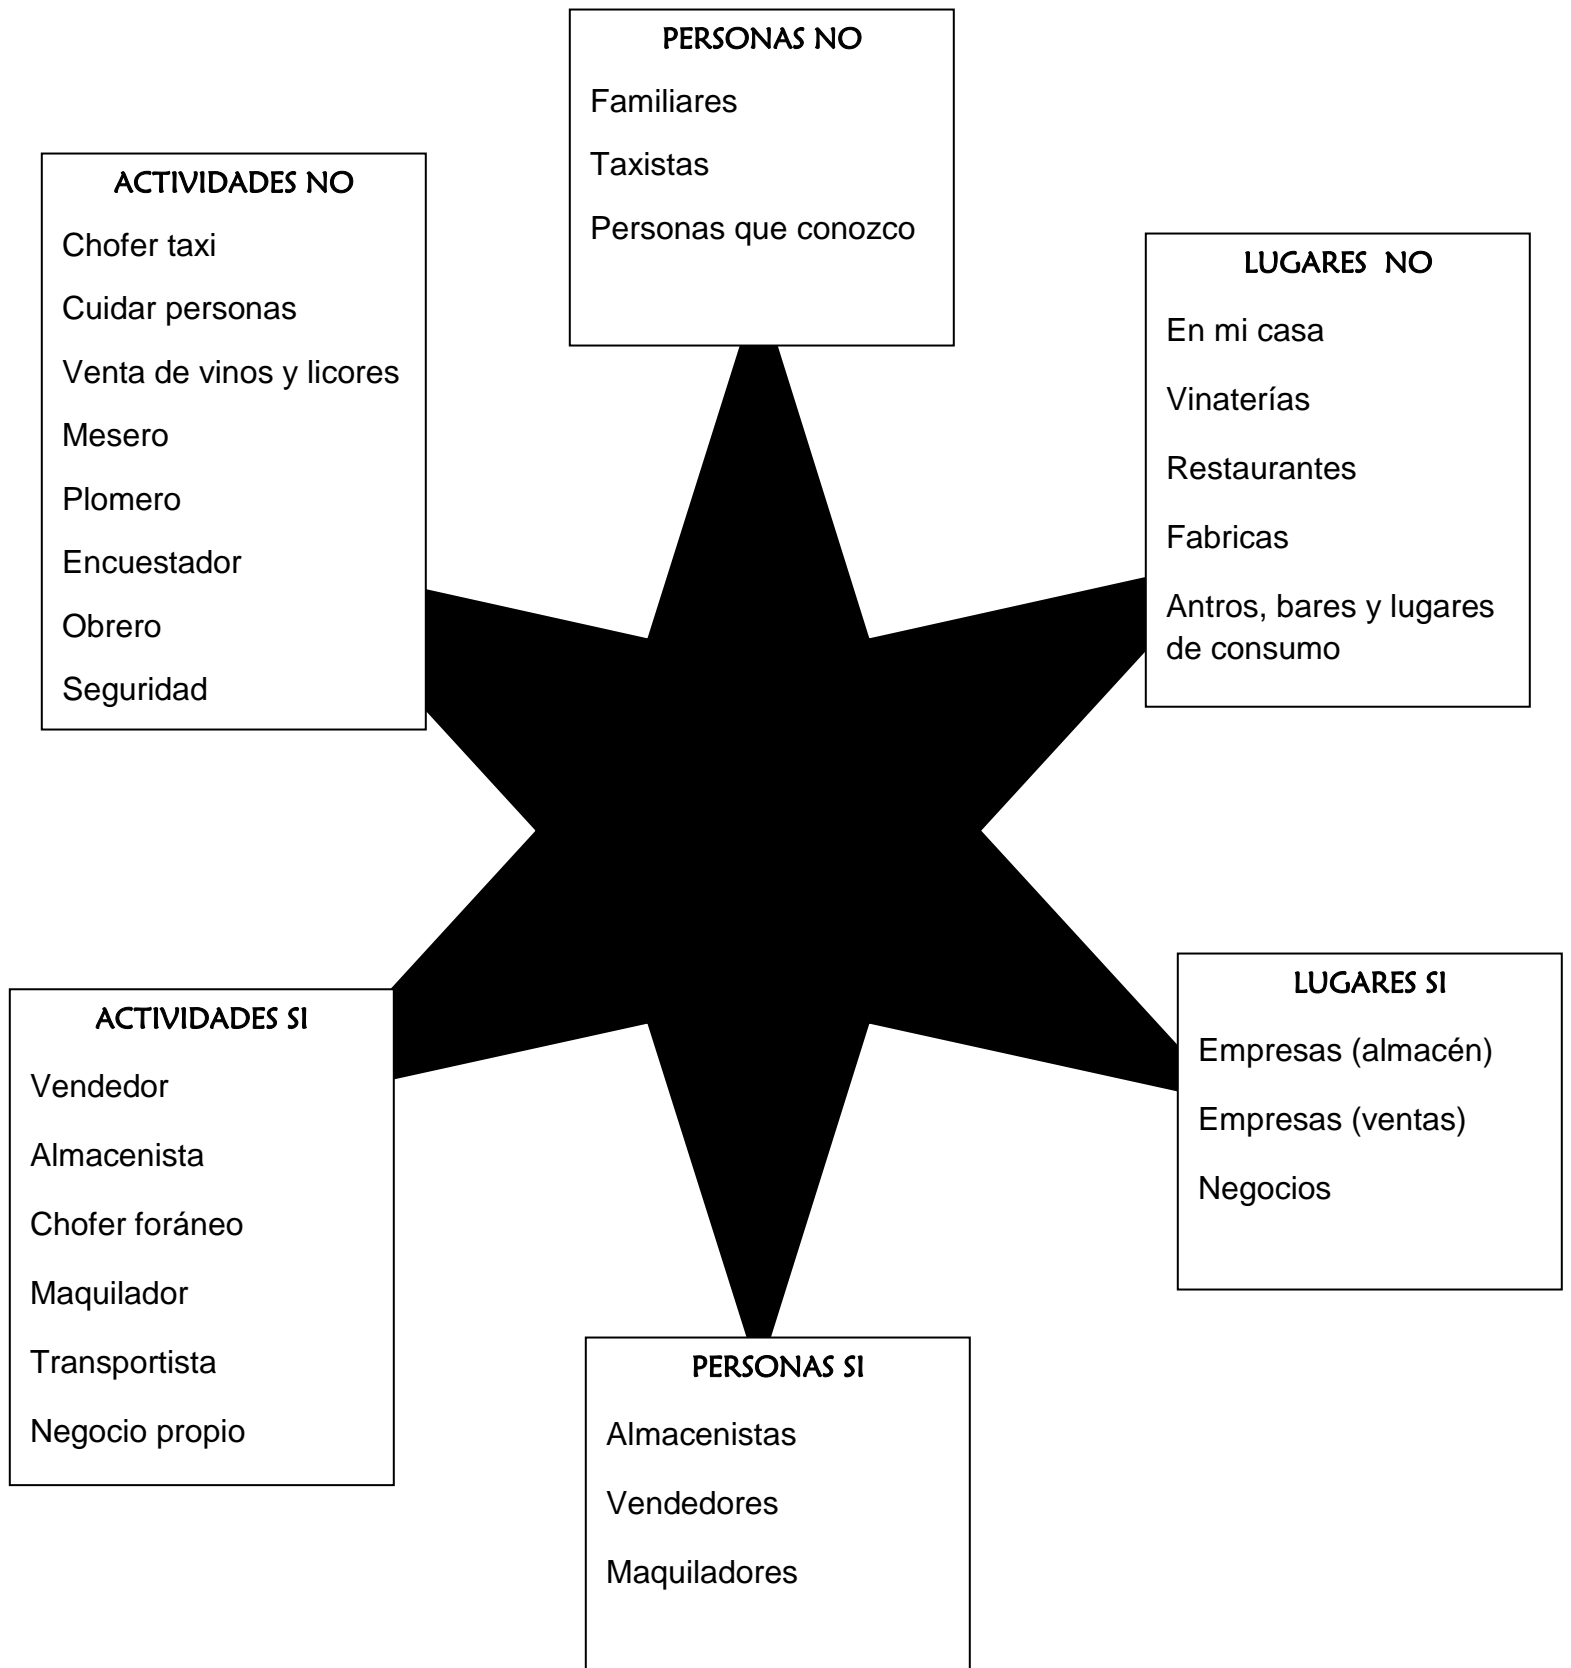 PERSONAS NO
Familiares
Taxistas
Personas que conozco
ACTIVIDADES NO
Chofer taxi
Cuidar personas
Venta de vinos y licores
Mesero
Plomero
Encuestador
Obrero
Seguridad
LUGARES NO
En mi casa
Vinaterías
Restaurantes
Fabricas
Antros, bares y lugares
de consumo
ACTIVIDADES SI
Vendedor
Almacenista
Chofer foráneo
Maquilador
Transportista
Negocio propio
LUGARES SI
Empresas (almacén)
Empresas (ventas)
Negocios
PERSONAS SI
Almacenistas
Vendedores
Maquiladores